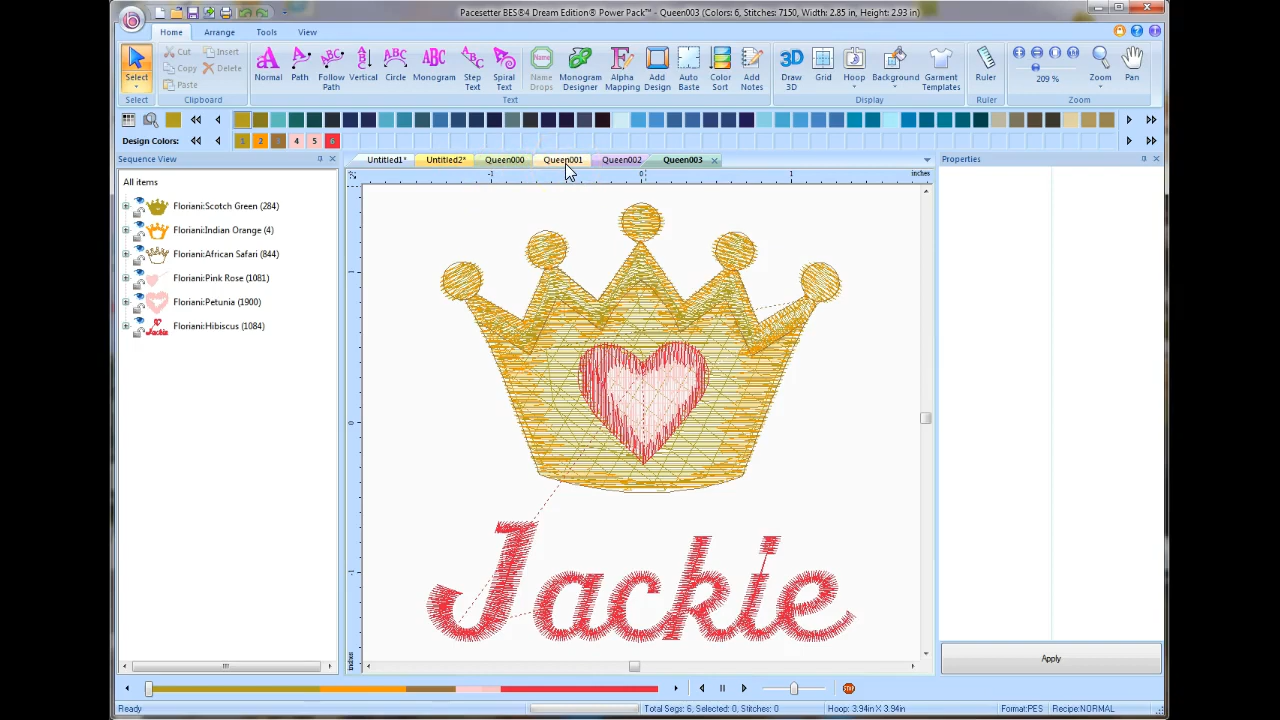 Pacesetter BES®4 Dream Edition® Power Pack™ - Queen003 (Colors: 6, Stitches: 7150, Width: 2.85 in, Height: 2.93 in)
Home Arrange Tools View
Select
Cut
Copy
Paste
Insert
Delete
Normal Path Follow Path Vertical Circle Monogram Step Text Spiral Text Name Drops Monogram Designer Alpha Mapping Add Design Auto Baste Color Sort Add Notes Draw 3D Grid Hoop Background Garment Templates Ruler 209 % Zoom Pan
Select Clipboard Text Display Ruler Zoom
Design Colors: 1 2 3 4 5 6
Sequence View
Untitled1* Untitled2* Queen000 Queen001 Queen002 Queen003
Properties
-1 0 1 inches
All items
Floriani:Scotch Green (284)
Floriani:Indian Orange (4)
Floriani:African Safari (844)
Floriani:Pink Rose (1081)
Floriani:Petunia (1900)
Floriani:Hibiscus (1084)
Jackie
Apply
STOP
Ready
Total Segs: 6, Selected: 0, Stitches: 0
Hoop: 3.94in X 3.94in
Format:PES
Recipe:NORMAL